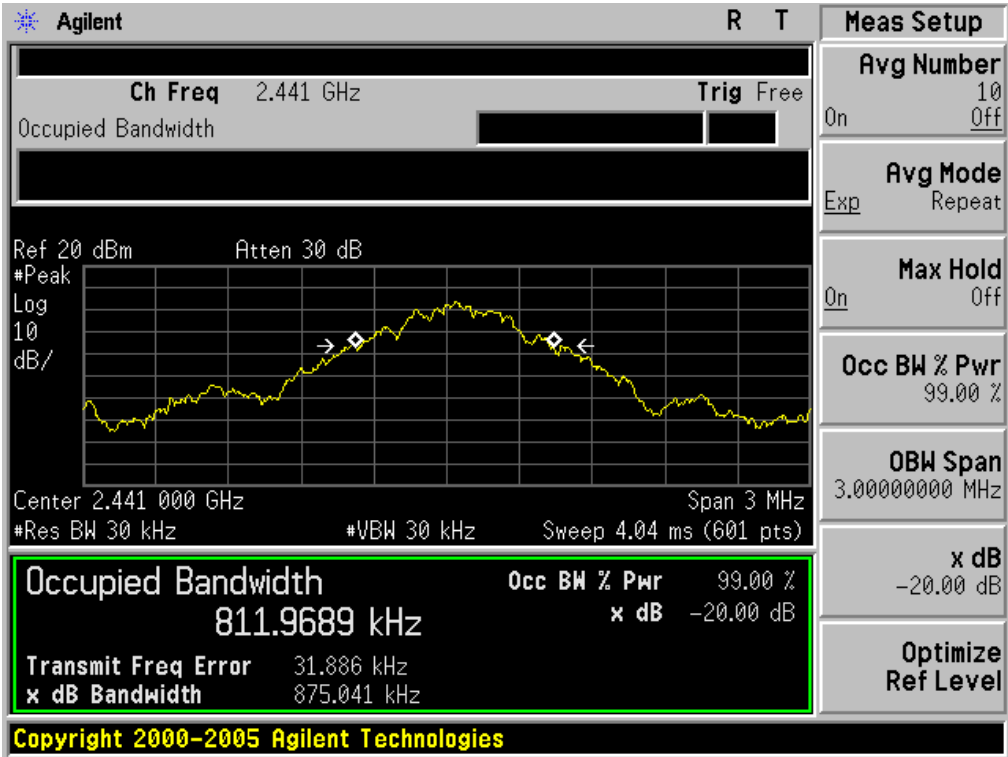 Agilent R T
Ch Freq 2.441 GHz Trig Free
Occupied Bandwidth
Ref 20 dBm Atten 30 dB
#Peak
Log
10
dB/
Center 2.441 000 GHz Span 3 MHz
#Res BW 30 kHz #VBW 30 kHz Sweep 4.04 ms (601 pts)
Occupied Bandwidth Occ BW % Pwr 99.00 %
811.9689 kHz x dB -20.00 dB
Transmit Freq Error 31.886 kHz
x dB Bandwidth 875.041 kHz
Copyright 2000-2005 Agilent Technologies
Meas Setup
Avg Number
10
On Off
Avg Mode
Exp Repeat
Max Hold
On Off
Occ BW % Pwr
99.00 %
OBW Span
3.00000000 MHz
x dB
-20.00 dB
Optimize
Ref Level